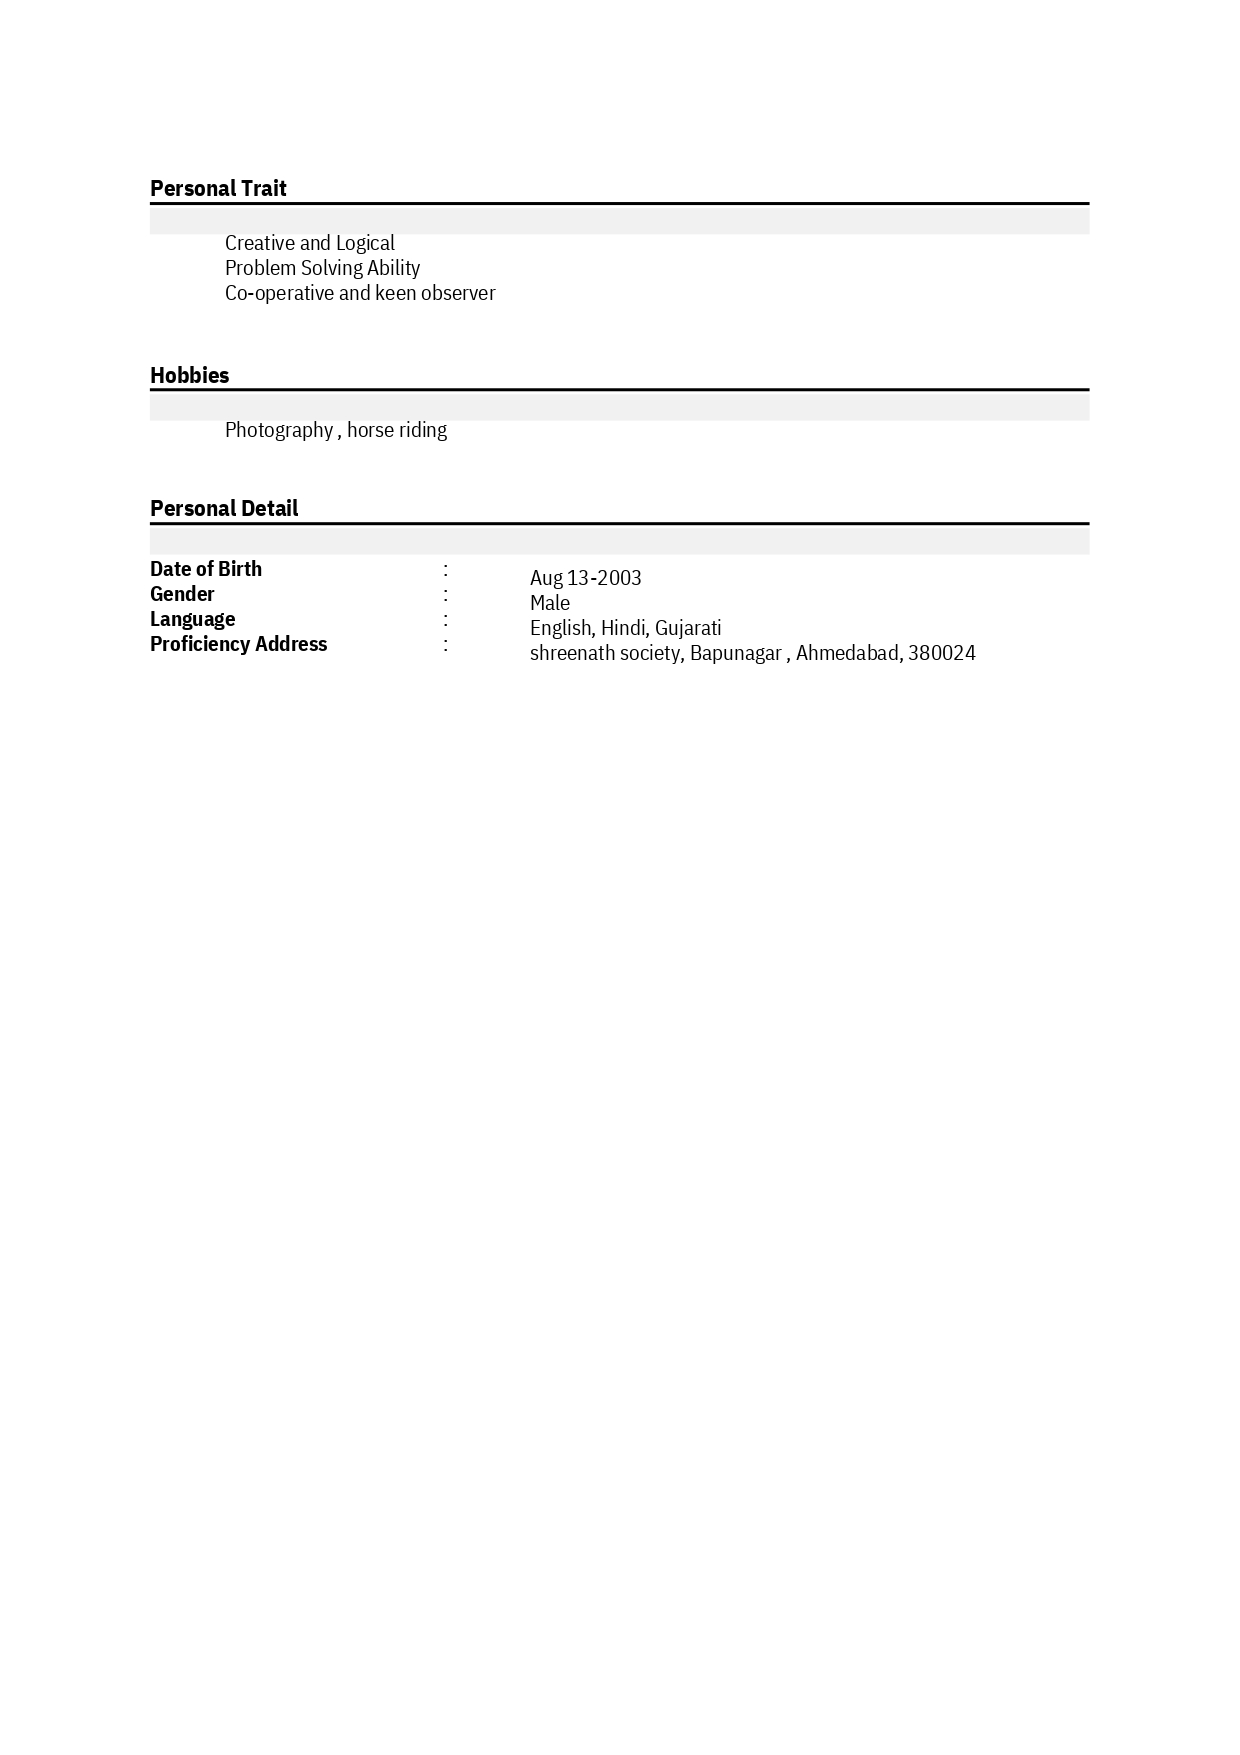 Personal Trait
Creative and Logical
Problem Solving Ability
Co-operative and keen observer
Hobbies
Photography , horse riding
Personal Detail
Date of Birth : Aug 13-2003
Gender : Male
Language : English, Hindi, Gujarati
Proficiency Address : shreenath society, Bapunagar , Ahmedabad, 380024